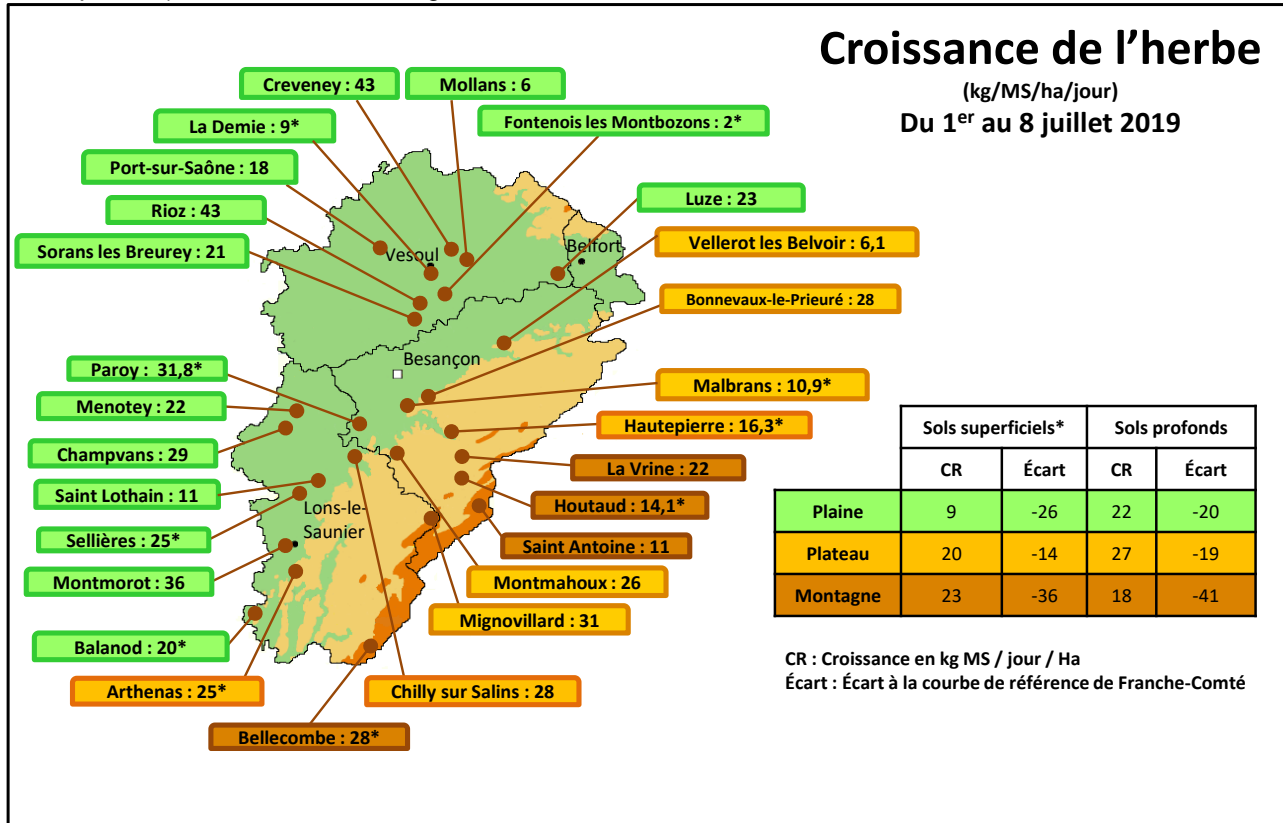 Croissance de l’herbe
(kg/MS/ha/jour)
Du 1er au 8 juillet 2019
Creveney : 43
Mollans : 6
La Demie : 9*
Fontenois les Montbozons : 2*
Port-sur-Saône : 18
Luze : 23
Rioz : 43
Vellerot les Belvoir : 6,1
Sorans les Breurey : 21
Vesoul
Belfort
Bonnevaux-le-Prieuré : 28
Besançon
Paroy : 31,8*
Malbrans : 10,9*
Menotey : 22
Hautepierre : 16,3*
Champvans : 29
La Vrine : 22
Saint Lothain : 11
Houtaud : 14,1*
Lons-le-
Saunier
Sellières : 25*
Saint Antoine : 11
Montmorot : 36
Montmahoux : 26
Mignovillard : 31
Balanod : 20*
Arthenas : 25*
Chilly sur Salins : 28
Bellecombe : 28*
Sols superficiels* Sols profonds
CR Écart CR Écart
Plaine 9 -26 22 -20
Plateau 20 -14 27 -19
Montagne 23 -36 18 -41
CR : Croissance en kg MS / jour / Ha
Écart : Écart à la courbe de référence de Franche-Comté